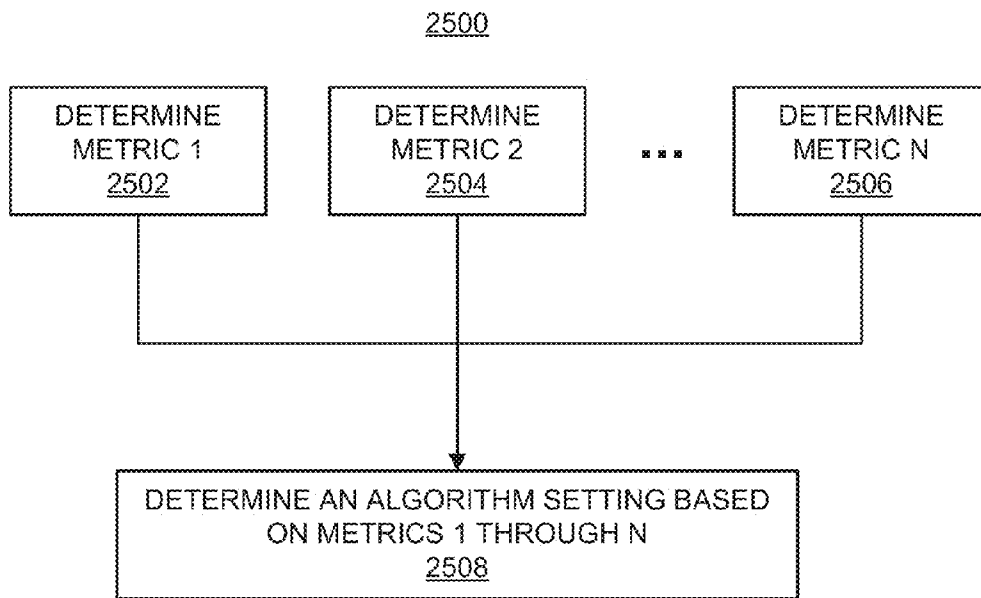 2500
DETERMINE
METRIC 1
2502
DETERMINE
METRIC 2
2504
...
DETERMINE
METRIC N
2506
DETERMINE AN ALGORITHM SETTING BASED
ON METRICS 1 THROUGH N
2508